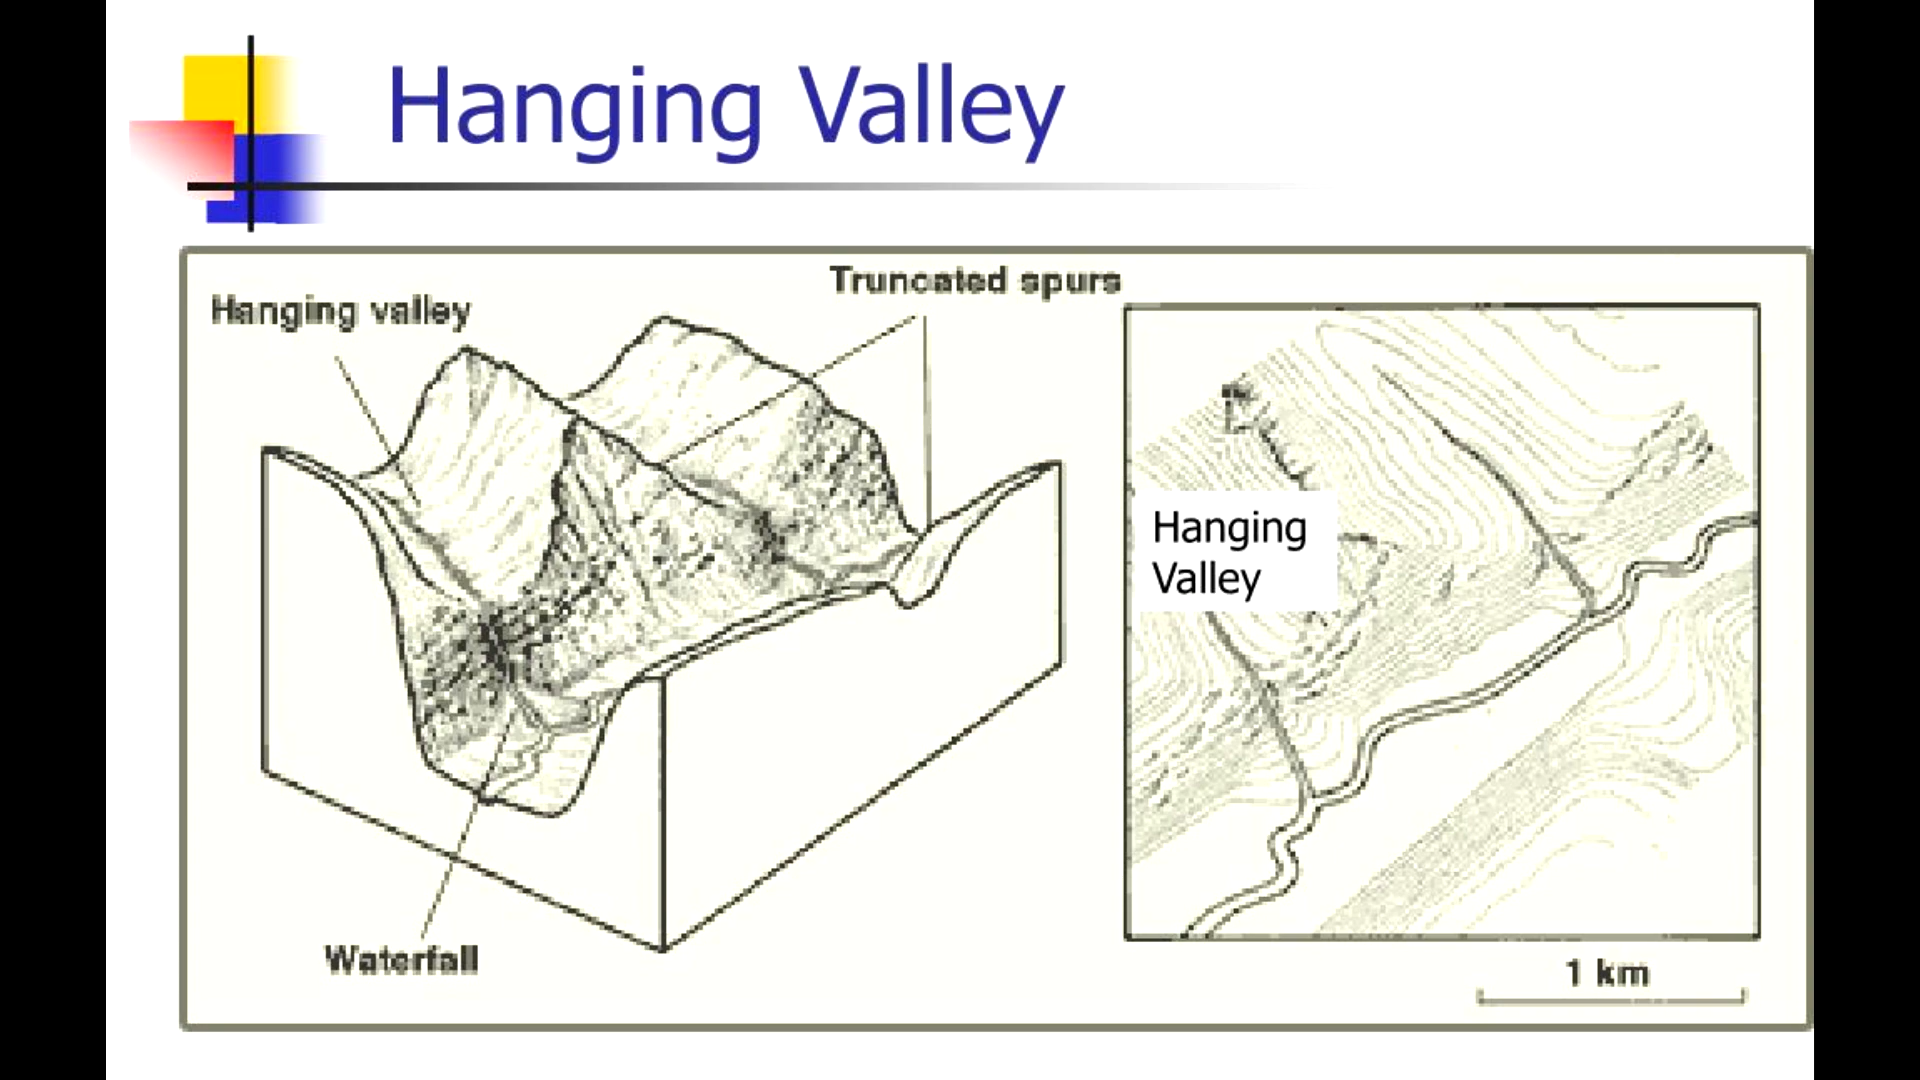 Hanging Valley
Hanging valley
Truncated spurs
Hanging
Valley
Waterfall
1 km